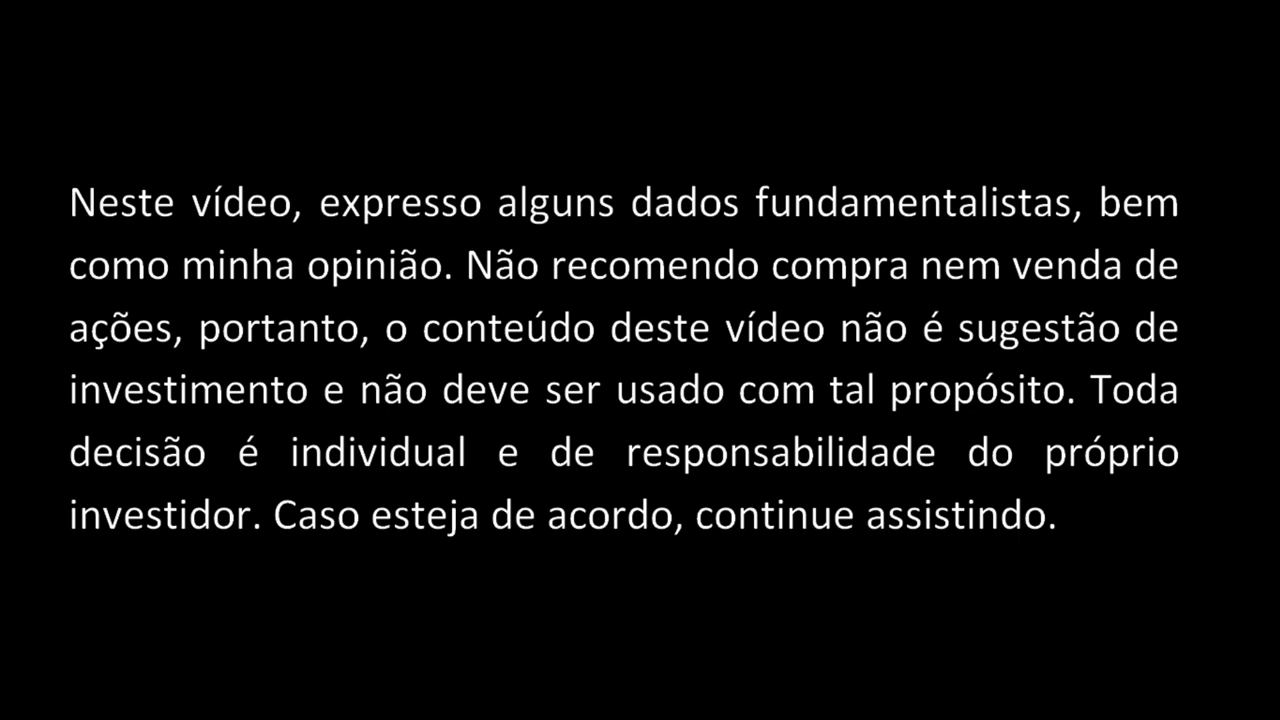 Neste vídeo, expresso alguns dados fundamentalistas, bem
como minha opinião. Não recomendo compra nem venda de
ações, portanto, o conteúdo deste vídeo não é sugestão de
investimento e não deve ser usado com tal propósito. Toda
decisão é individual e de responsabilidade do próprio
investidor. Caso esteja de acordo, continue assistindo.